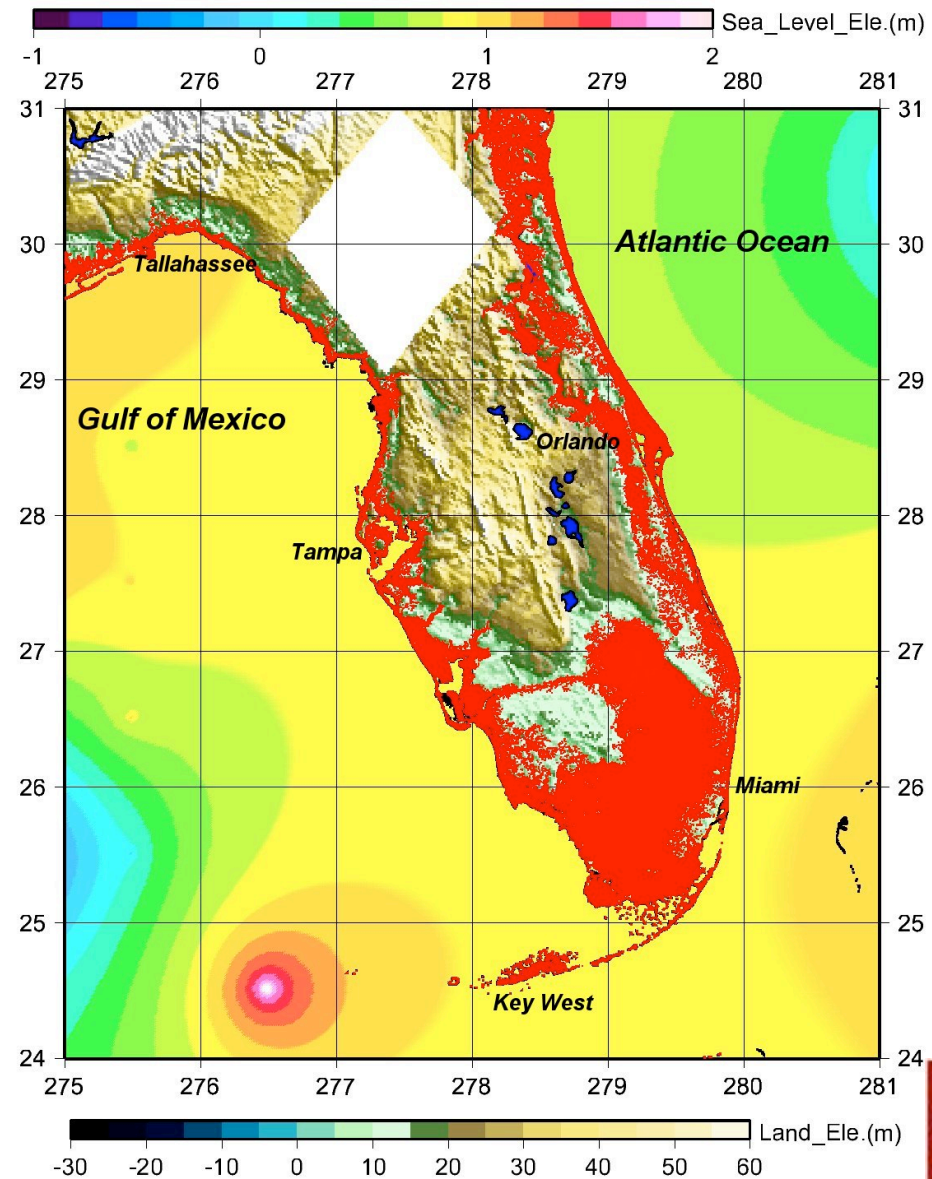 Sea_Level_Ele.(m)
-1 0 1 2
275 276 277 278 279 280 281
31 31
30 Atlantic Ocean 30
Tallahassee
29 29
Gulf of Mexico
Orlando
28 28
Tampa
27 27
26 Miami 26
25 25
Key West
24 24
275 276 277 278 279 280 281
Land_Ele.(m)
-30 -20 -10 0 10 20 30 40 50 60